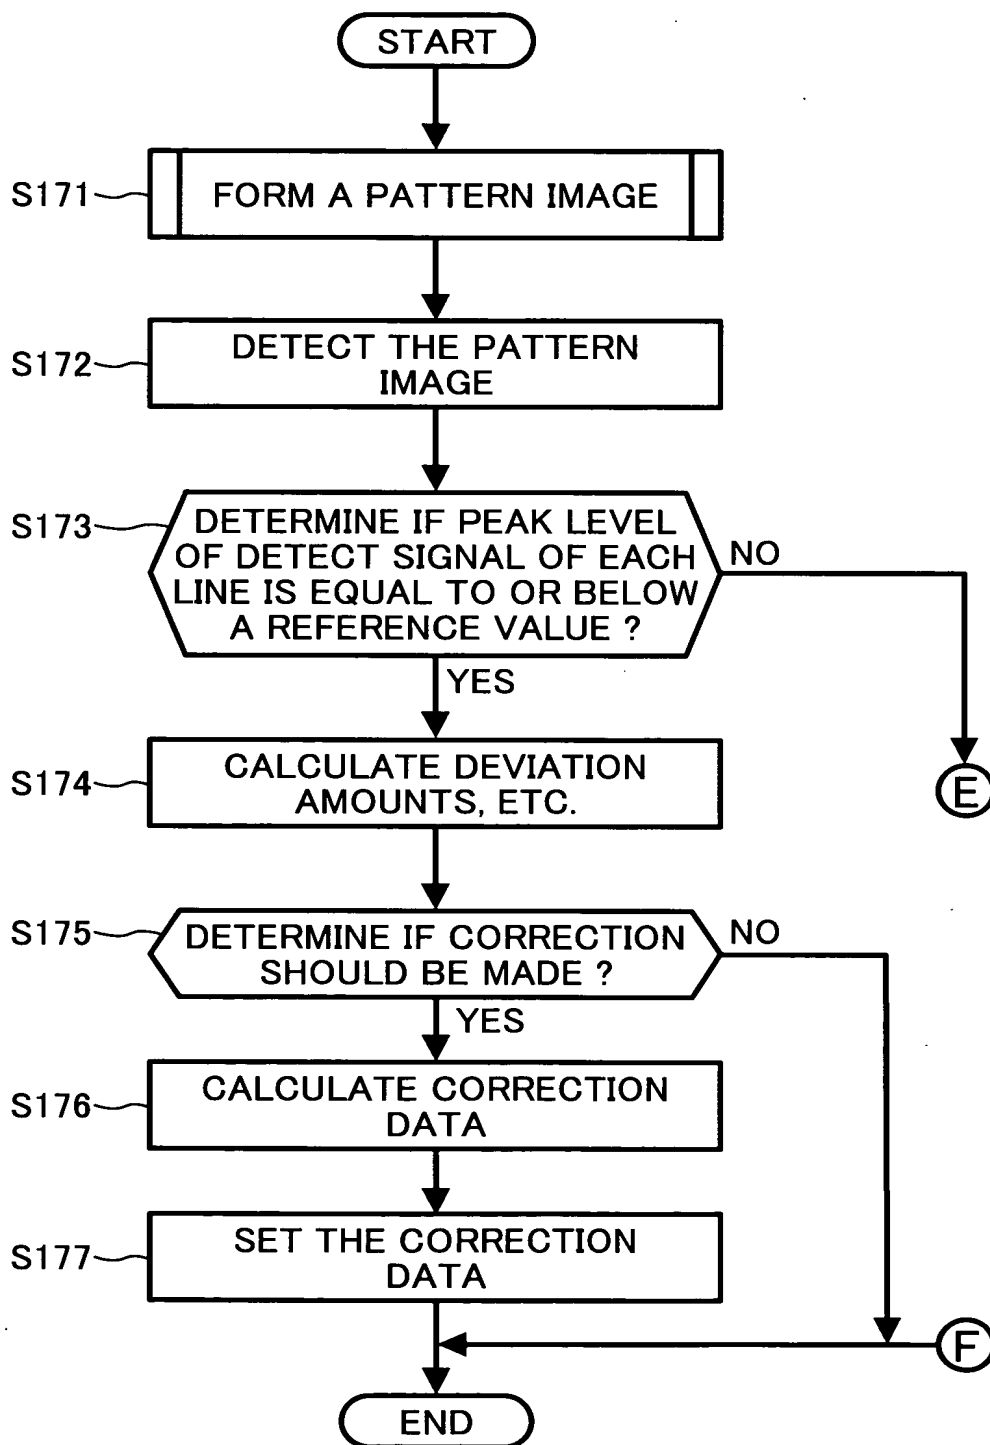 START
S171
FORM A PATTERN IMAGE
S172
DETECT THE PATTERN
IMAGE
S173
DETERMINE IF PEAK LEVEL
OF DETECT SIGNAL OF EACH
LINE IS EQUAL TO OR BELOW
A REFERENCE VALUE ?
NO
YES
S174
CALCULATE DEVIATION
AMOUNTS, ETC.
E
S175
DETERMINE IF CORRECTION
SHOULD BE MADE ?
NO
YES
S176
CALCULATE CORRECTION
DATA
S177
SET THE CORRECTION
DATA
F
END